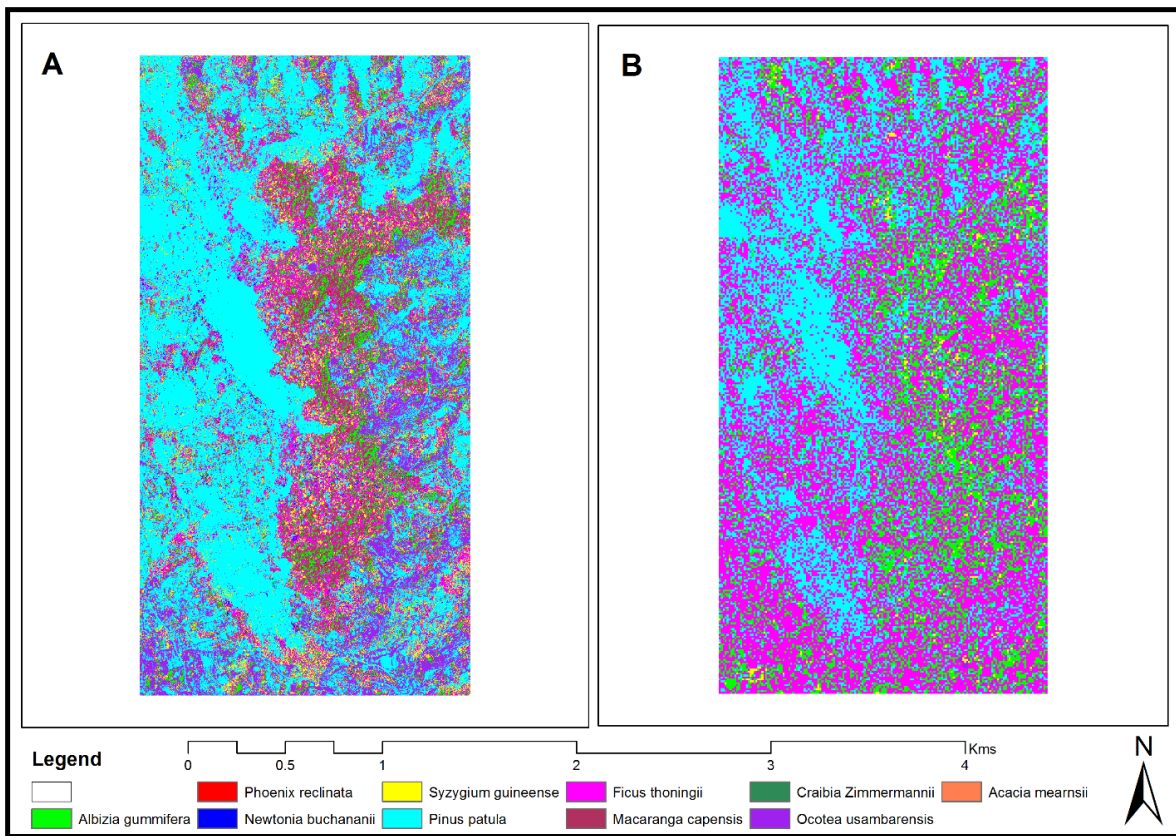 A
B
Legend
Kms
0 0.5 1 2 3 4
N
Phoenix reclinata Syzygium guineense Ficus thoningii Craibia Zimmermannii Acacia mearnsii
Albizia gummifera Newtonia buchananii Pinus patula Macaranga capensis Ocotea usambarensis